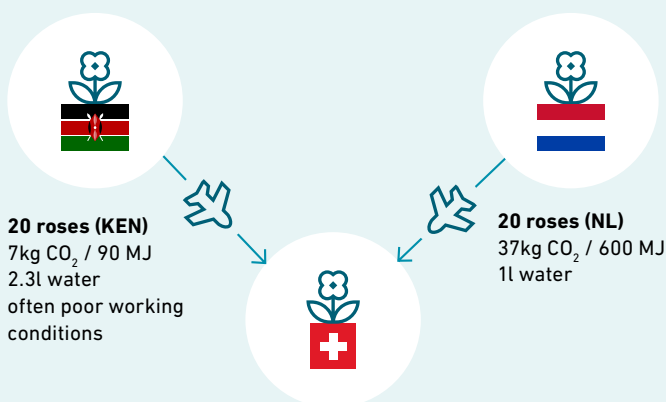 20 roses (KEN)
7kg CO₂ / 90 MJ
2.3l water
often poor working
conditions
20 roses (NL)
37kg CO₂ / 600 MJ
1l water